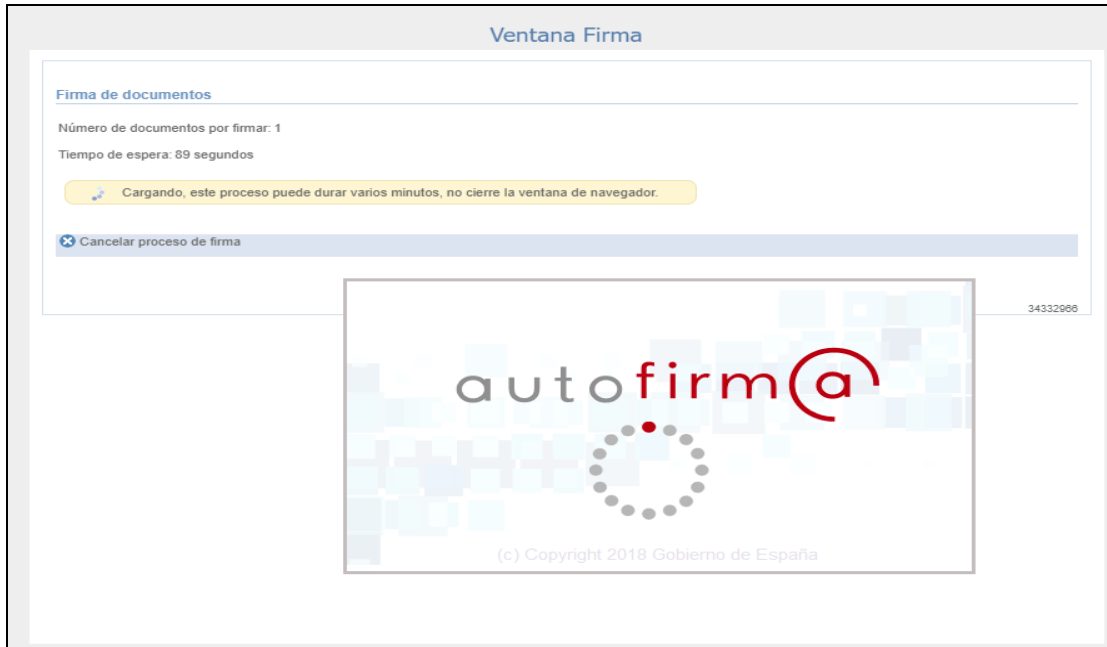 Ventana Firma
Firma de documentos
Número de documentos por firmar: 1
Tiempo de espera: 89 segundos
Cargando, este proceso puede durar varios minutos, no cierre la ventana de navegador.
Cancelar proceso de firma
34332966
autofirm@
(c) Copyright 2018 Gobierno de España